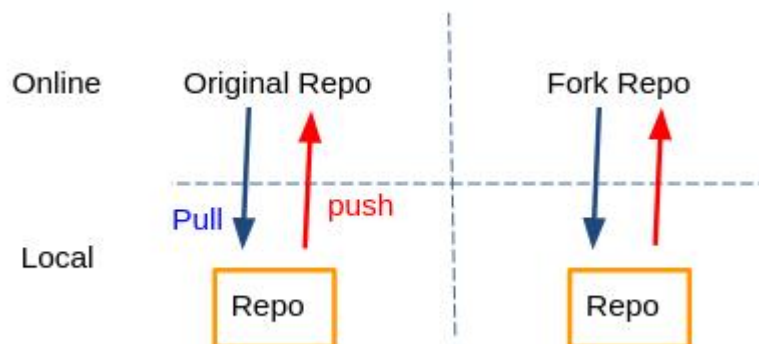 Online
Original Repo
Fork Repo
Pull
push
Local
Repo
Repo